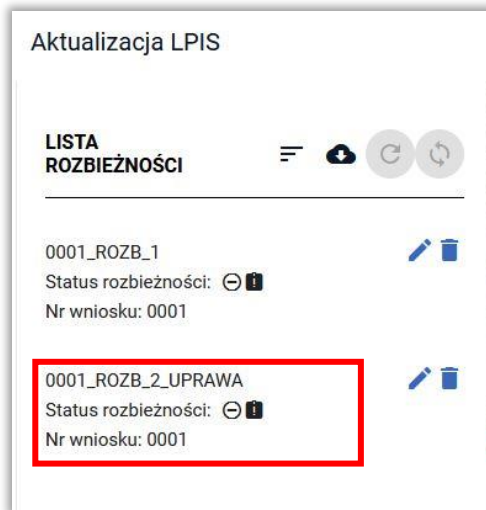 Aktualizacja LPIS
LISTA
ROZBIEŻNOŚCI
0001_ROZB_1
Status rozbieżności:
Nr wniosku: 0001
0001_ROZB_2_UPRAWA
Status rozbieżności:
Nr wniosku: 0001